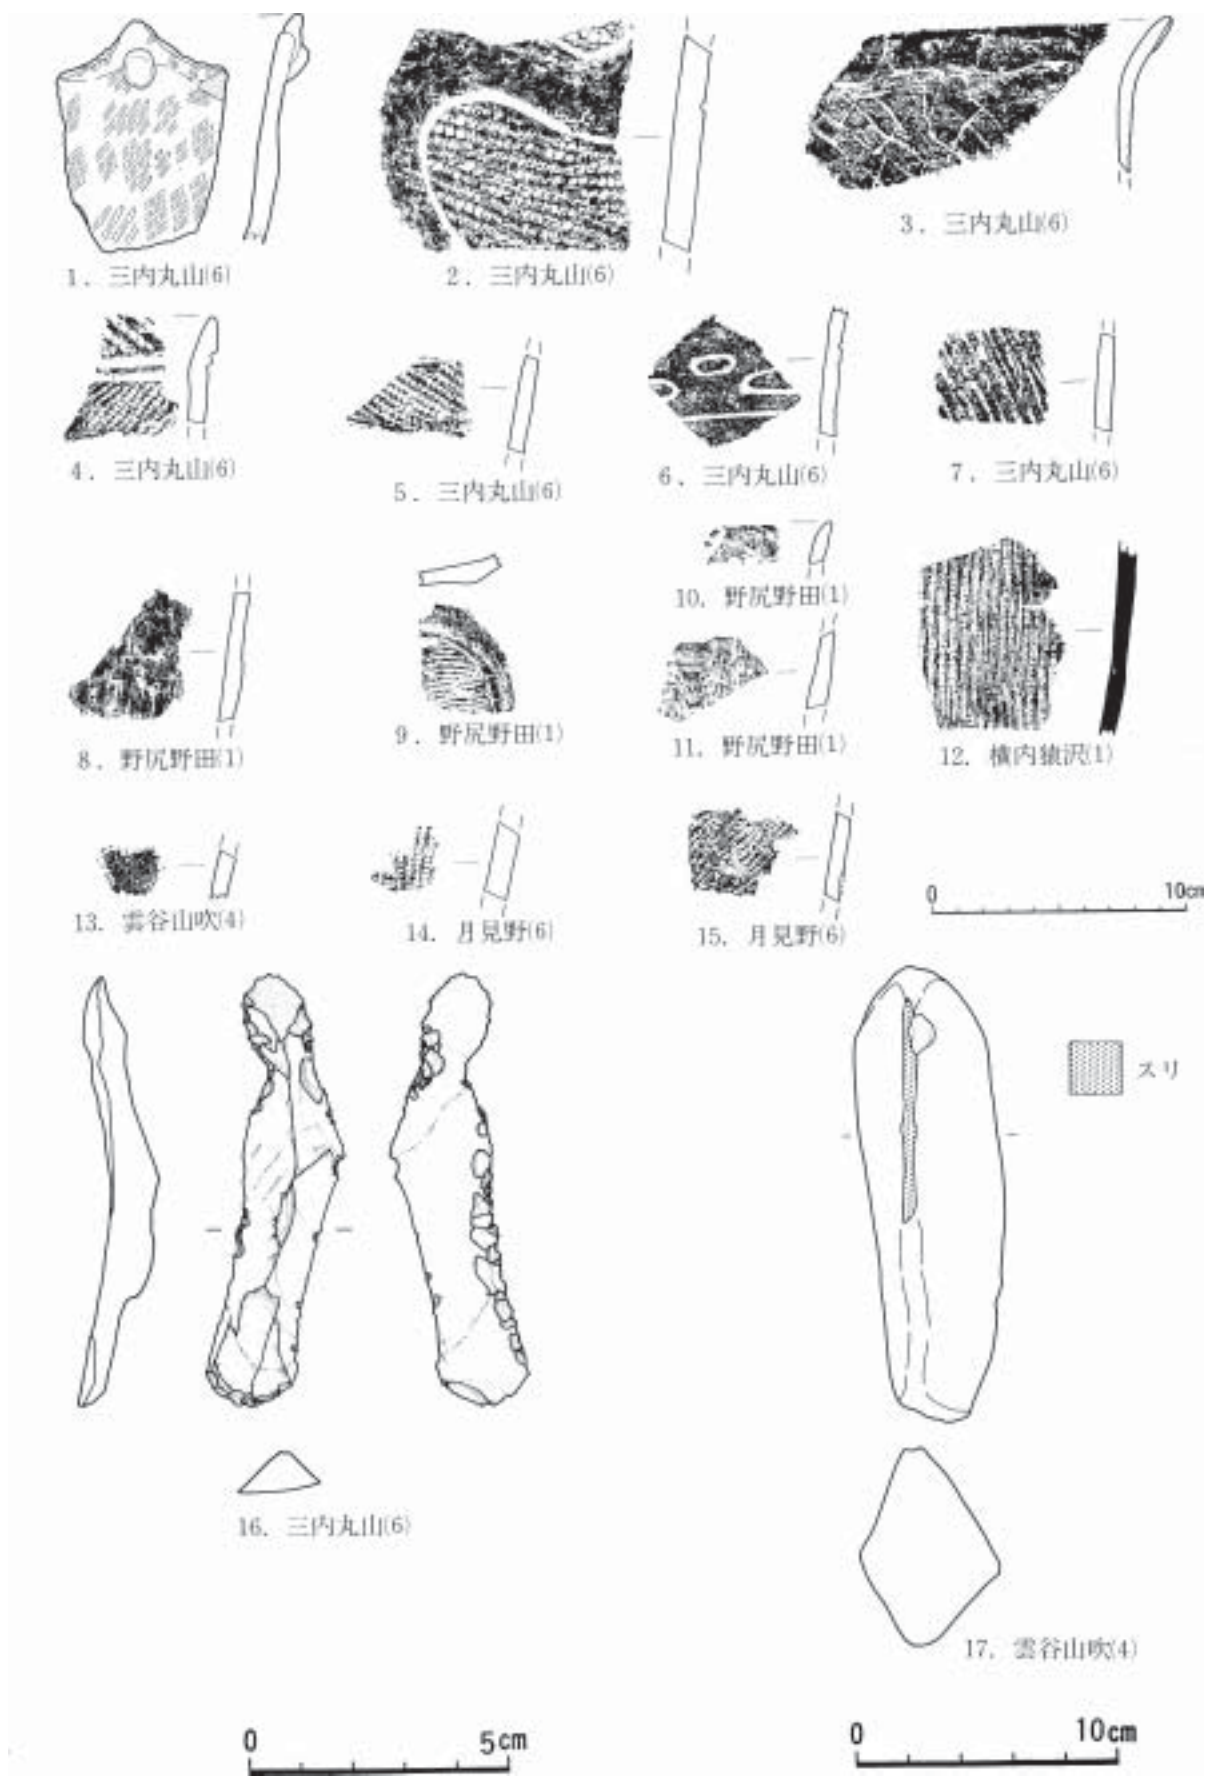 1. 三内丸山(6)
2. 三内丸山(6)
3. 三内丸山(6)
4. 三内丸山(6)
5. 三内丸山(6)
6. 三内丸山(6)
7. 三内丸山(6)
8. 野尻野田(1)
9. 野尻野田(1)
10. 野尻野田(1)
11. 野尻野田(1)
12. 横内猿沢(1)
13. 雲谷山吹(4)
14. 月見野(6)
15. 月見野(6)
0 10cm
スリ
16. 三内丸山(6)
17. 雲谷山吹(4)
0 5cm
0 10cm